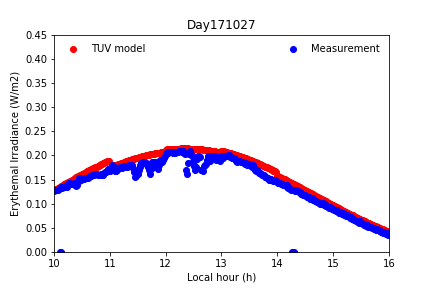 Day171027
TUV model
Measurement
Erythemal Irradiance (W/m2)
0.45
0.40
0.35
0.30
0.25
0.20
0.15
0.10
0.05
0.00
10 11 12 13 14 15 16
Local hour (h)